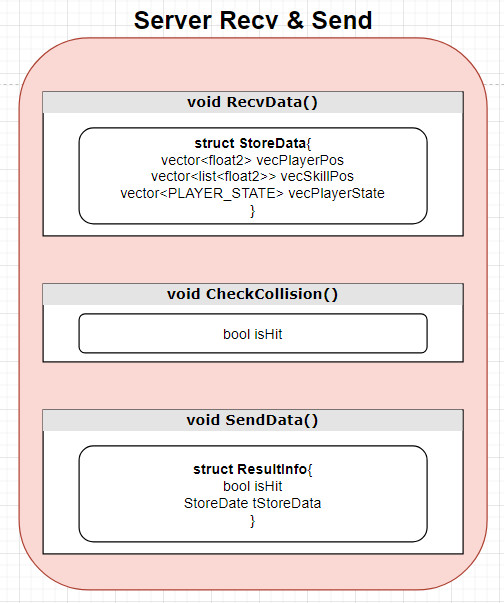 Server Recv & Send
void RecvData()
struct StoreData{
vector<float2> vecPlayerPos
vector<list<float2>> vecSkillPos
vector<PLAYER_STATE> vecPlayerState
}
void CheckCollision()
bool isHit
void SendData()
struct ResultInfo{
bool isHit
StoreDate tStoreData
}